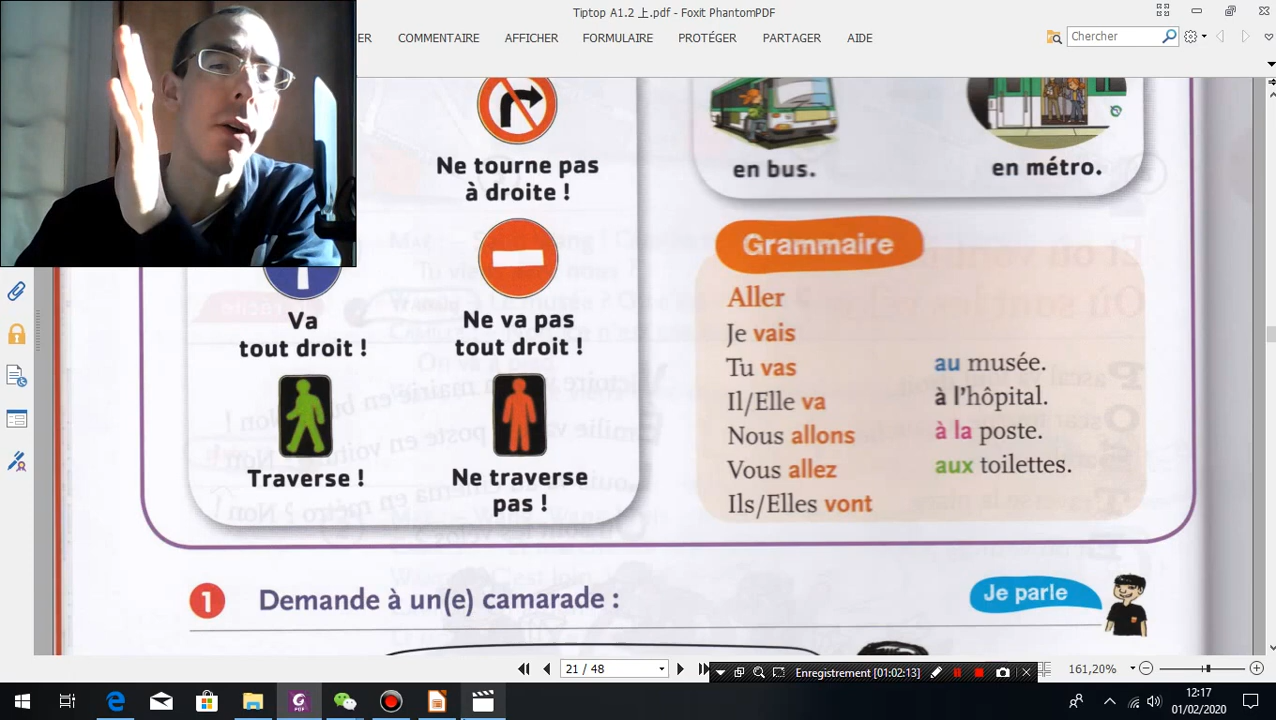 Tiptop A1.2 上.pdf - Foxit PhantomPDF
COMMENTAIRE AFFICHER FORMULAIRE PROTÉGER PARTAGER AIDE
Chercher
Ne tourne pas
à droite !
en bus.
en métro.
Grammaire
Va
tout droit !
Ne va pas
tout droit !
Traverse !
Ne traverse
pas !
Aller
Je vais
Tu vas
Il/Elle va
Nous allons
Vous allez
Ils/Elles vont
au musée.
à l'hôpital.
à la poste.
aux toilettes.
1 Demande à un(e) camarade :
Je parle
21 / 48
Enregistrement [01:02:13]
161,20%
12:17
01/02/2020